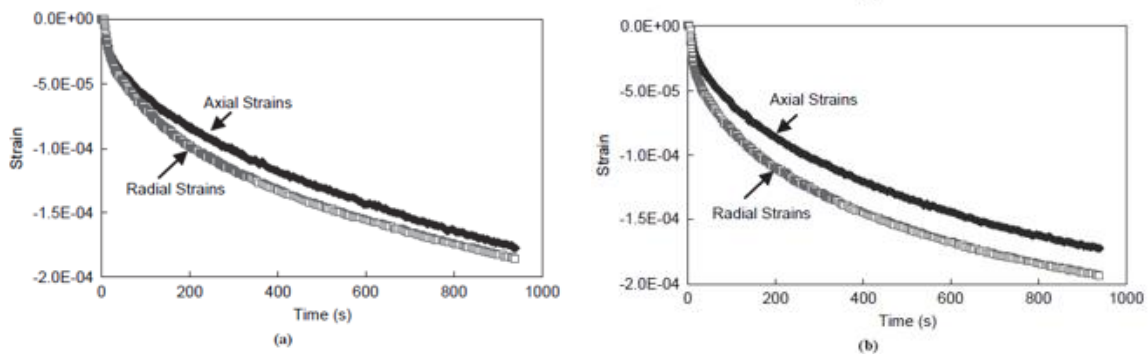 0.0E+00
-5.0E-05
-1.0E-04
-1.5E-04
-2.0E-04
Strain
Axial Strains
Radial Strains
0 200 400 600 800 1000
Time (s)
(a)
0.0E+00
-5.0E-05
-1.0E-04
-1.5E-04
-2.0E-04
Strain
Axial Strains
Radial Strains
0 200 400 600 800 1000
Time (s)
(b)